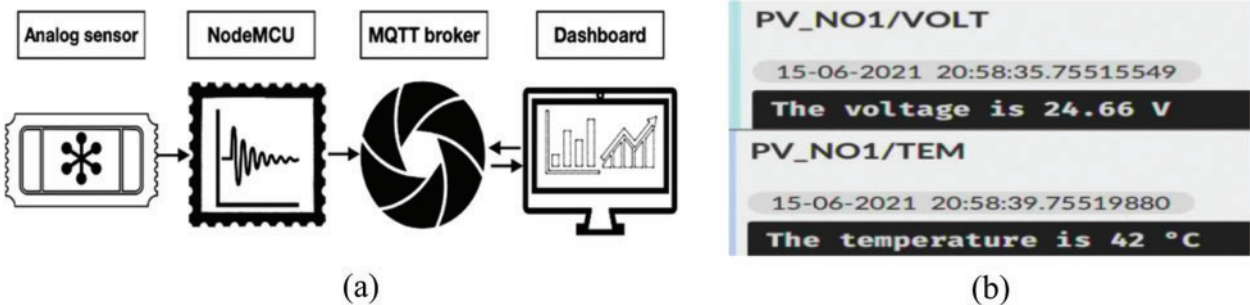 Analog sensor
NodeMCU
MQTT broker
Dashboard
PV_NO1/VOLT
15-06-2021 20:58:35.75515549
The voltage is 24.66 V
PV_NO1/TEM
15-06-2021 20:58:39.75519880
The temperature is 42 °C
(a)
(b)